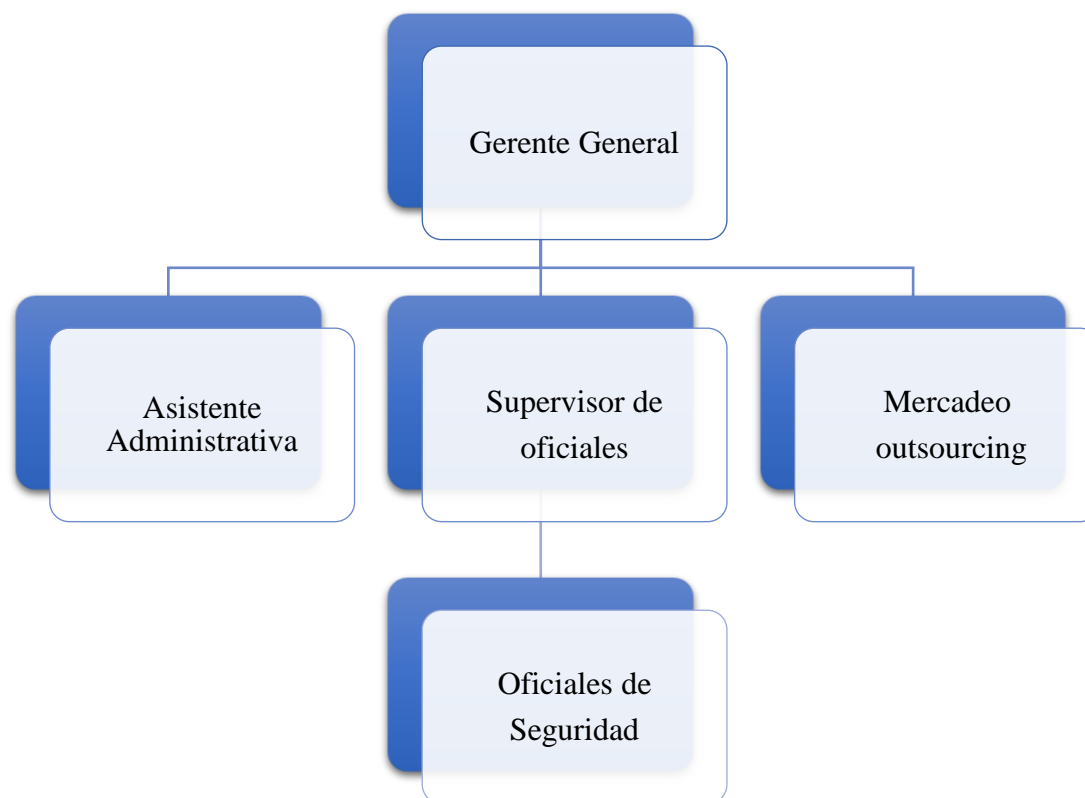 Gerente General
Asistente
Administrativa
Supervisor de
oficiales
Mercadeo
outsourcing
Oficiales de
Seguridad